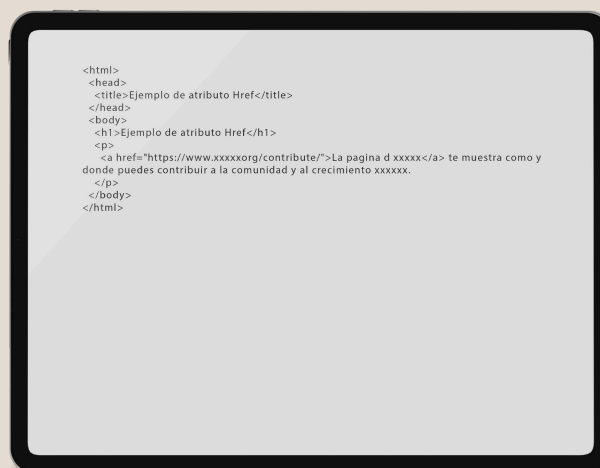 <html>
<head>
<title>Ejemplo de atributo Href</title>
</head>
<body>
<h1>Ejemplo de atributo Href</h1>
<p>
<a href="https://www.xxxxxorg/contribute/">La pagina d xxxxx</a> te muestra como y
donde puedes contribuir a la comunidad y al crecimiento xxxxxx.
</p>
</body>
</html>